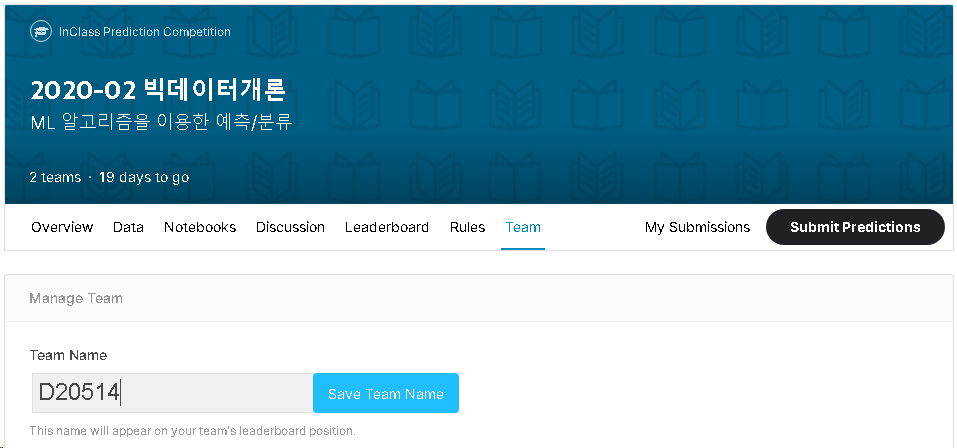 InClass Prediction Competition
2020-02 빅데이터개론
ML 알고리즘을 이용한 예측/분류
2 teams · 19 days to go
Overview Data Notebooks Discussion Leaderboard Rules Team My Submissions Submit Predictions
Manage Team
Team Name
D20514 Save Team Name
This name will appear on your team's leaderboard position.